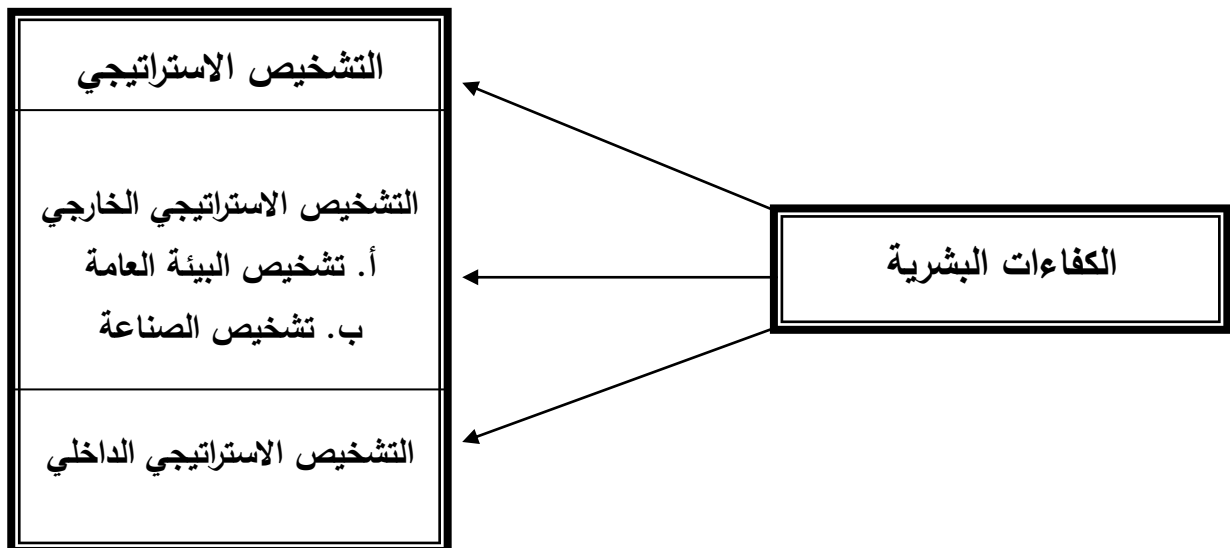 التشخيص الاستراتيجي
التشخيص الاستراتيجي الخارجي
أ. تشخيص البيئة العامة
ب. تشخيص الصناعة
التشخيص الاستراتيجي الداخلي
الكفاءات البشرية